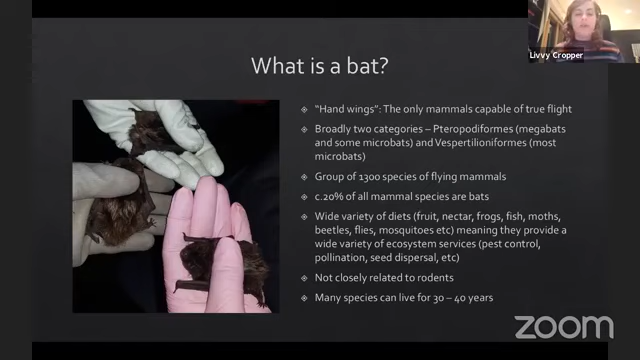 Livvy Cropper
What is a bat?
"Hand wings": The only mammals capable of true flight
Broadly two categories – Pteropodiformes (megabats
and some microbats) and Vespertilioniformes (most
microbats)
Group of 1300 species of flying mammals
c.20% of all mammal species are bats
Wide variety of diets (fruit, nectar, frogs, fish, moths,
beetles, flies, mosquitoes etc) meaning they provide a
wide variety of ecosystem services (pest control,
pollination, seed dispersal, etc)
Not closely related to rodents
Many species can live for 30 – 40 years
zoom